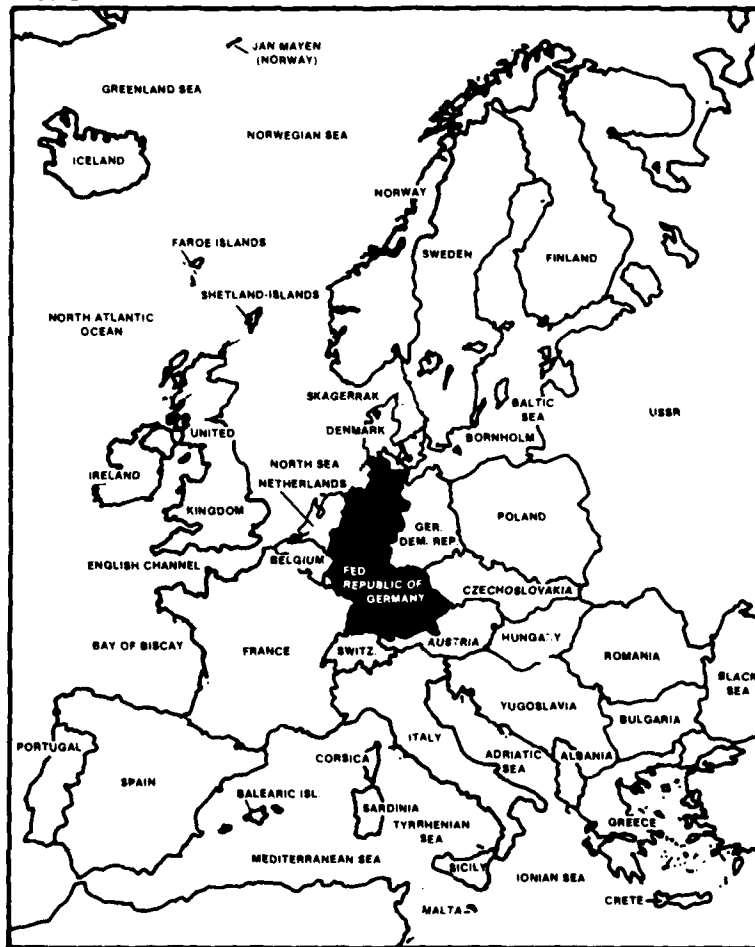 JAN MAYEN
(NORWAY)
GREENLAND SEA
NORWEGIAN SEA
ICELAND
NORWAY
FAROE ISLANDS
SWEDEN
FINLAND
SHETLAND-ISLANDS
NORTH ATLANTIC
OCEAN
SKAGERRAK
BALTIC
SEA
USSR
DENMARK
BORNHOLM
UNITED
KINGDOM
NORTH SEA
IRELAND
NETHERLANDS
POLAND
GER.
DEM. REP.
ENGLISH CHANNEL
BELGIUM
FED
REPUBLIC OF
GERMANY
CZECHOSLOVAKIA
BAY OF BISCAY
FRANCE
SWITZ.
AUSTRIA
HUNGARY
ROMANIA
BLACK
SEA
YUGOSLAVIA
BULGARIA
PORTUGAL
ITALY
CORSICA
ADRIATIC
SEA
ALBANIA
SPAIN
BALEARIC ISL.
SARDINIA
TYRRHENIAN
SEA
GREECE
MEDITERRANEAN SEA
SICILY
IONIAN SEA
CRETE
MALTA